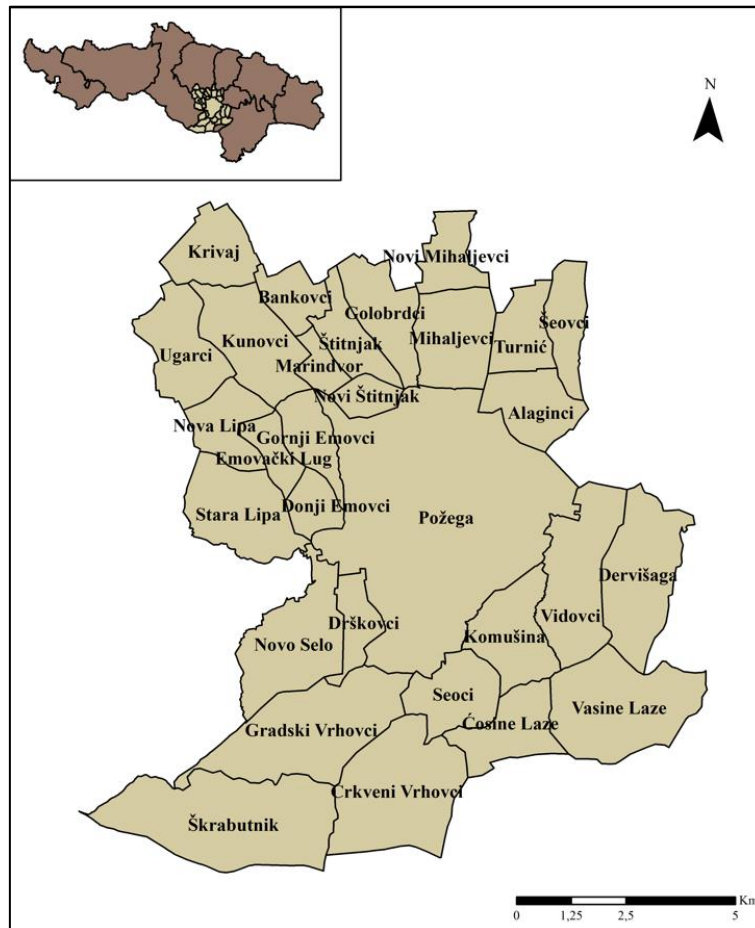 N
Krivaj
Novi Mihaljevci
Bankovci
Golobrdci
Šeovci
Kunovci
Štitnjak
Mihaljevci
Turnić
Ugarci
Marindvor
Novi Štitnjak
Alaginci
Nova Lipa
Gornji Emovci
Emovački Lug
Stara Lipa
Donji Emovci
Požega
Dervišaga
Drškovci
Vidovci
Novo Selo
Komušina
Seoci
Vasine Laze
Gradski Vrhovci
Ćosine Laze
Crkveni Vrhovci
Škrabutnik
Km
0 1,25 2,5 5